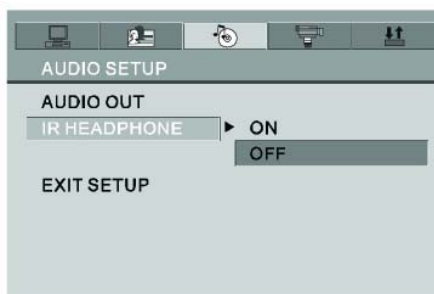 AUDIO SETUP
AUDIO OUT
IR HEADPHONE ON
OFF
EXIT SETUP